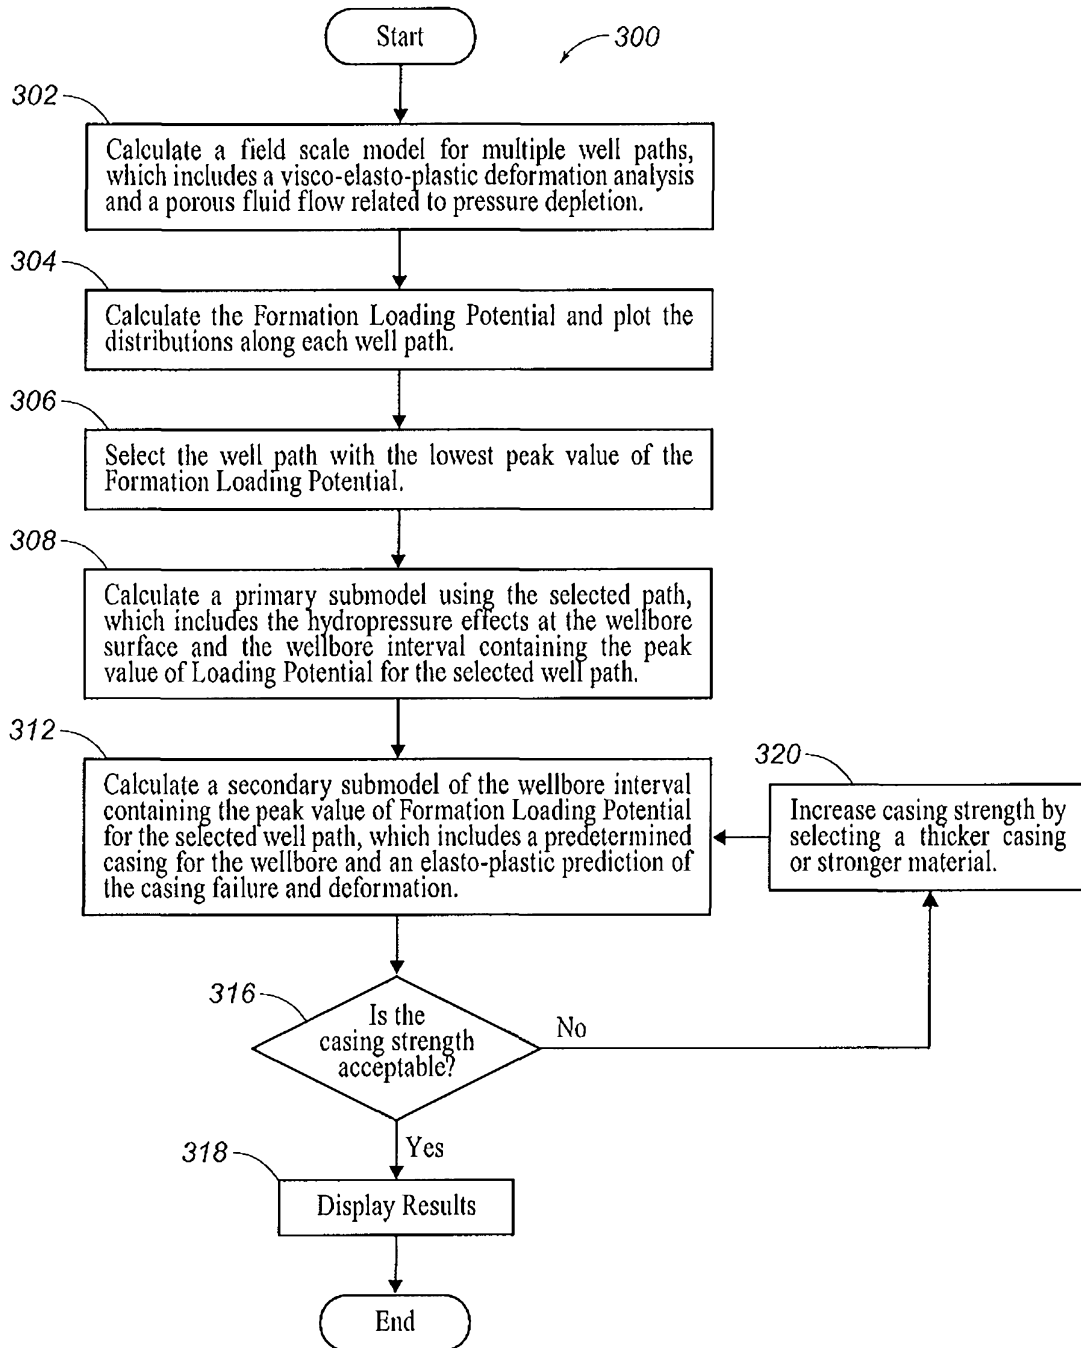 Start
300
302
Calculate a field scale model for multiple well paths,
which includes a visco-elasto-plastic deformation analysis
and a porous fluid flow related to pressure depletion.
304
Calculate the Formation Loading Potential and plot the
distributions along each well path.
306
Select the well path with the lowest peak value of the
Formation Loading Potential.
308
Calculate a primary submodel using the selected path,
which includes the hydropressure effects at the wellbore
surface and the wellbore interval containing the peak
value of Loading Potential for the selected well path.
312
Calculate a secondary submodel of the wellbore interval
containing the peak value of Formation Loading Potential
for the selected well path, which includes a predetermined
casing for the wellbore and an elasto-plastic prediction of
the casing failure and deformation.
320
Increase casing strength by
selecting a thicker casing
or stronger material.
316
Is the
casing strength
acceptable?
No
Yes
318
Display Results
End